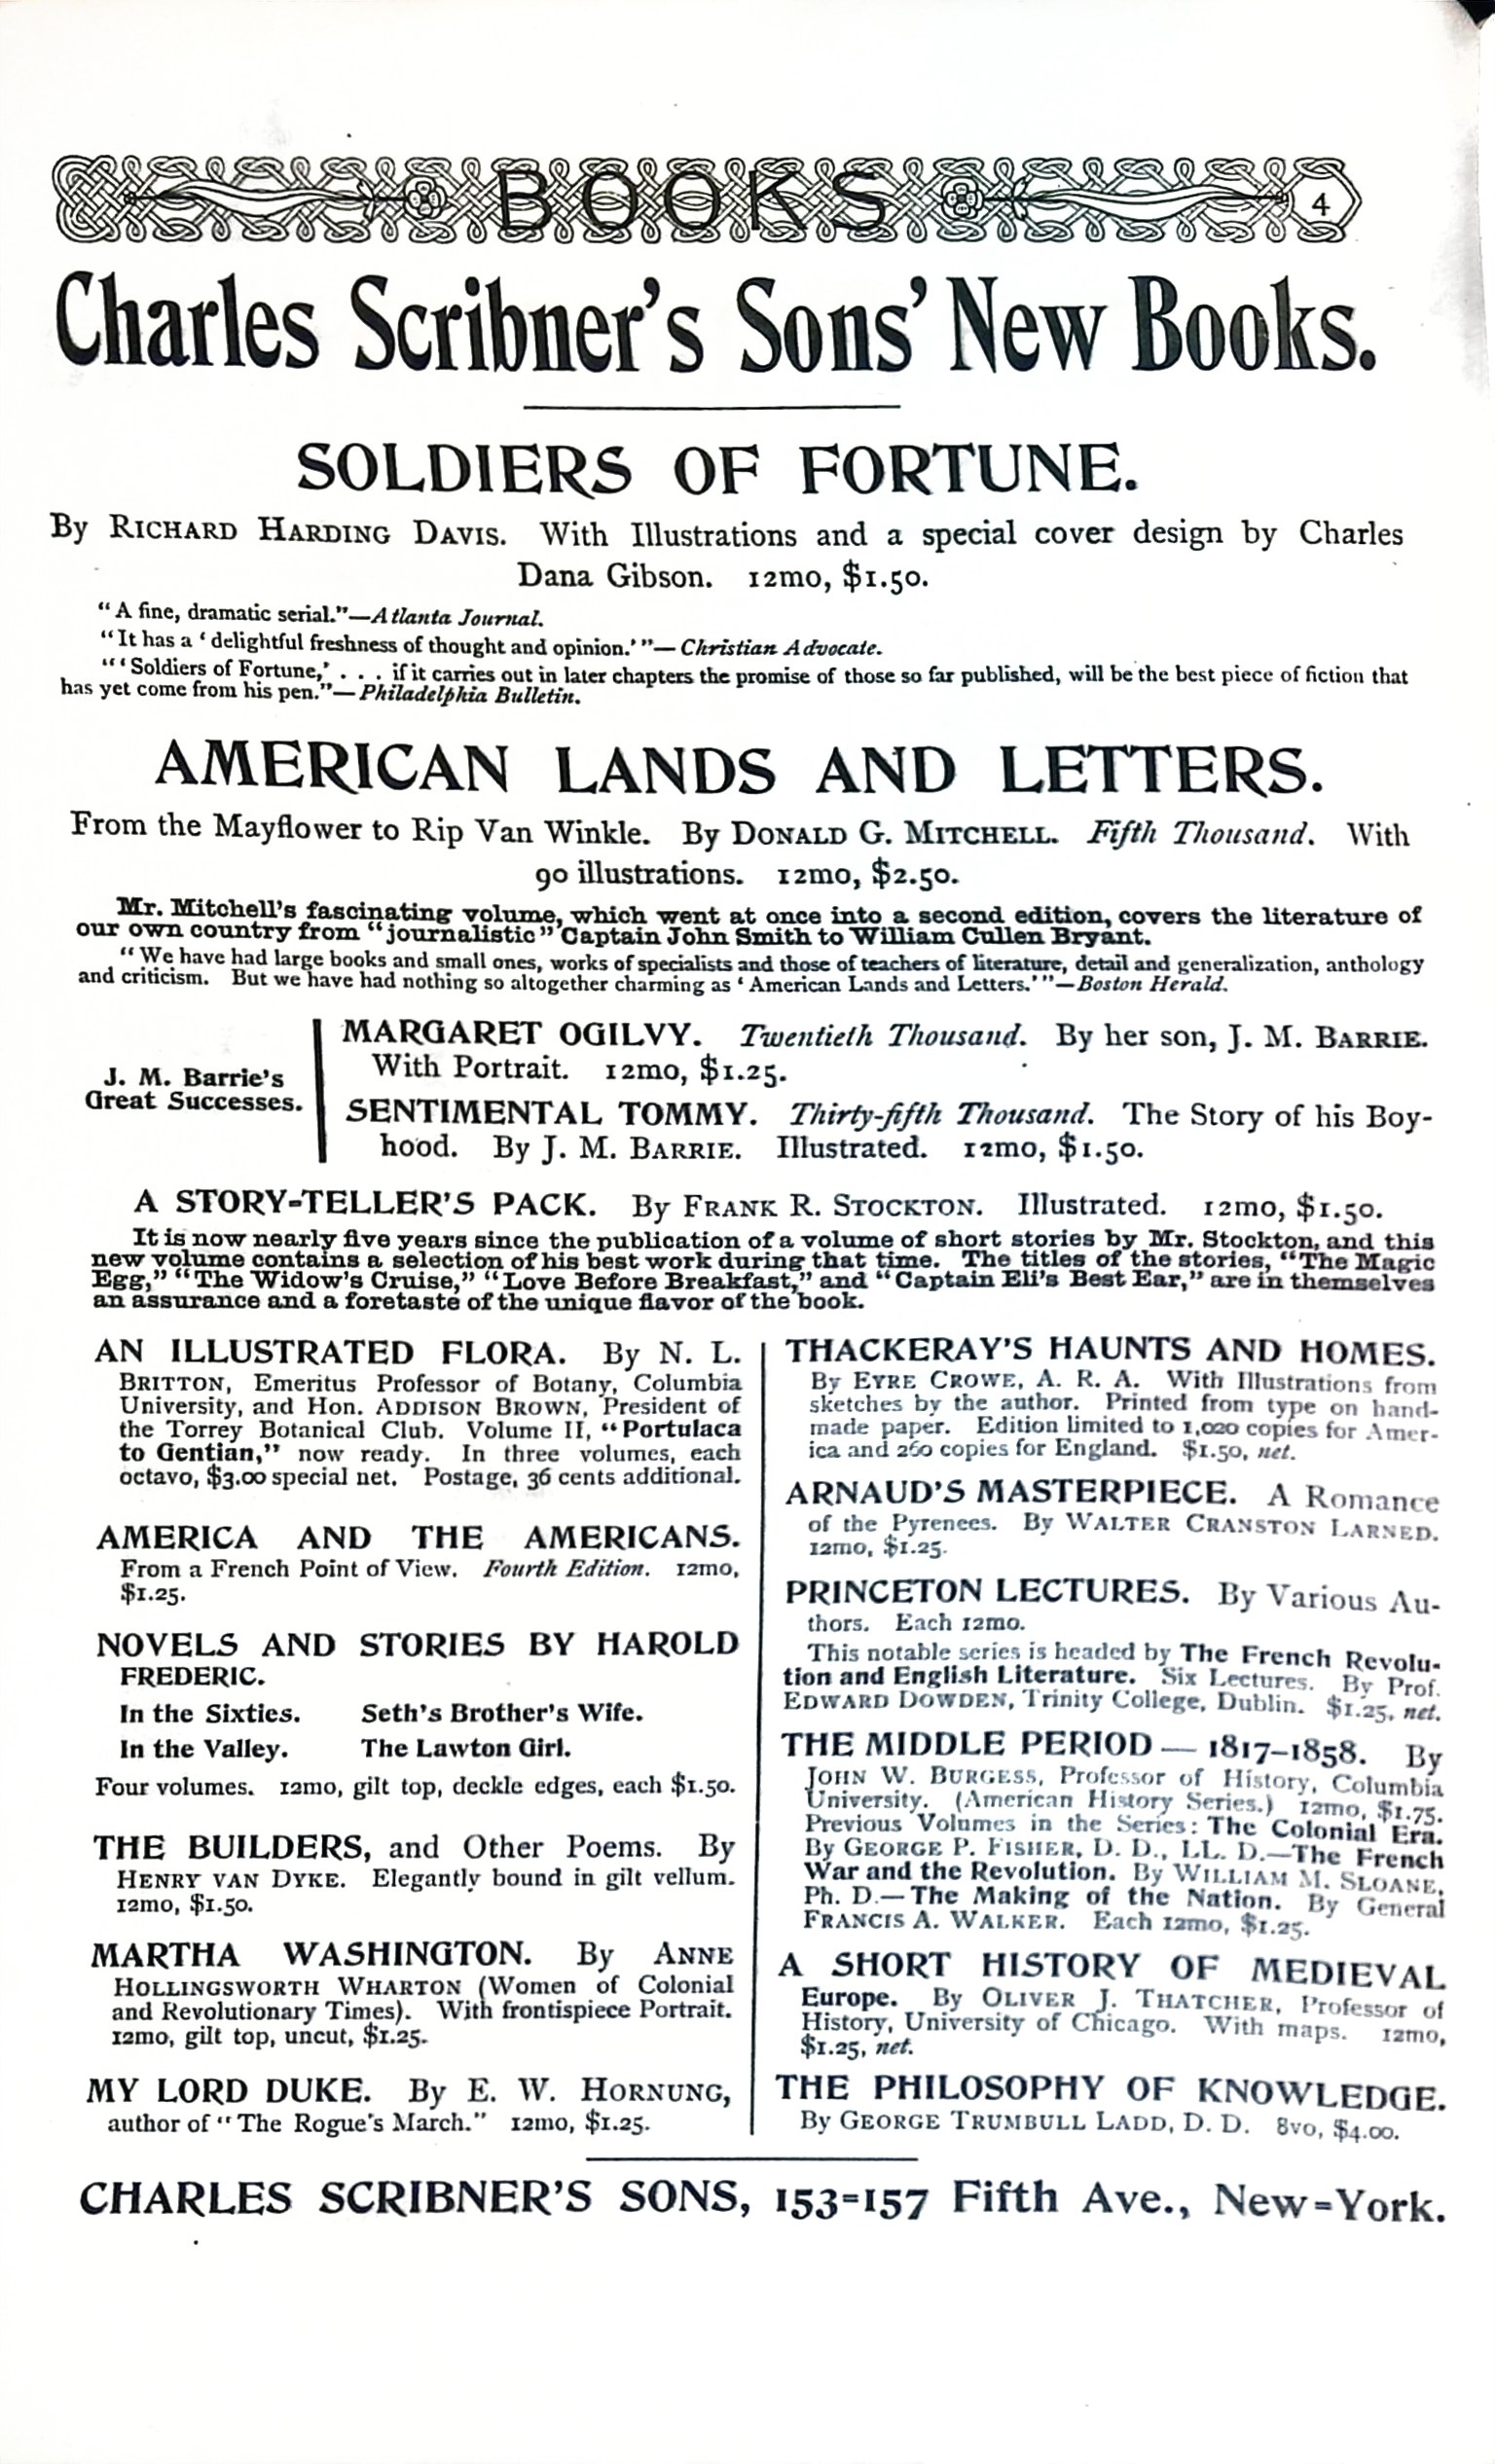 BOOKS
4
Charles Scribner's Sons' New Books.
SOLDIERS OF FORTUNE.
By RICHARD HARDING DAVIS. With Illustrations and a special cover design by Charles
Dana Gibson. 12mo, $1.50.
"A fine, dramatic serial."—Atlanta Journal.
"It has a 'delightful freshness of thought and opinion.'"—Christian Advocate.
"'Soldiers of Fortune,' . . . if it carries out in later chapters the promise of those so far published, will be the best piece of fiction that
has yet come from his pen."—Philadelphia Bulletin.
AMERICAN LANDS AND LETTERS.
From the Mayflower to Rip Van Winkle. By DONALD G. MITCHELL. Fifth Thousand. With
90 illustrations. 12mo, $2.50.
Mr. Mitchell's fascinating volume, which went at once into a second edition, covers the literature of
our own country from "journalistic" Captain John Smith to William Cullen Bryant.
"We have had large books and small ones, works of specialists and those of teachers of literature, detail and generalization, anthology
and criticism. But we have had nothing so altogether charming as 'American Lands and Letters.'"—Boston Herald.
J. M. Barrie's
Great Successes.
MARGARET OGILVY. Twentieth Thousand. By her son, J. M. BARRIE.
With Portrait. 12mo, $1.25.
SENTIMENTAL TOMMY. Thirty-fifth Thousand. The Story of his Boy-
hood. By J. M. BARRIE. Illustrated. 12mo, $1.50.
A STORY-TELLER'S PACK. By FRANK R. STOCKTON. Illustrated. 12mo, $1.50.
It is now nearly five years since the publication of a volume of short stories by Mr. Stockton, and this
new volume contains a selection of his best work during that time. The titles of the stories, "The Magic
Egg," "The Widow's Cruise," "Love Before Breakfast," and "Captain Eli's Best Ear," are in themselves
an assurance and a foretaste of the unique flavor of the book.
AN ILLUSTRATED FLORA. By N. L.
BRITTON, Emeritus Professor of Botany, Columbia
University, and Hon. ADDISON BROWN, President of
the Torrey Botanical Club. Volume II, "Portulaca
to Gentian," now ready. In three volumes, each
octavo, $3.00 special net. Postage, 36 cents additional.
AMERICA AND THE AMERICANS.
From a French Point of View. Fourth Edition. 12mo,
$1.25.
NOVELS AND STORIES BY HAROLD
FREDERIC.
In the Sixties. Seth's Brother's Wife.
In the Valley. The Lawton Girl.
Four volumes. 12mo, gilt top, deckle edges, each $1.50.
THE BUILDERS, and Other Poems. By
HENRY VAN DYKE. Elegantly bound in gilt vellum.
12mo, $1.50.
MARTHA WASHINGTON. By ANNE
HOLLINGSWORTH WHARTON (Women of Colonial
and Revolutionary Times). With frontispiece Portrait.
12mo, gilt top, uncut, $1.25.
MY LORD DUKE. By E. W. HORNUNG,
author of "The Rogue's March." 12mo, $1.25.
THACKERAY'S HAUNTS AND HOMES.
By EYRE CROWE, A. R. A. With Illustrations from
sketches by the author. Printed from type on hand-
made paper. Edition limited to 1,020 copies for Amer-
ica and 260 copies for England. $1.50, net.
ARNAUD'S MASTERPIECE. A Romance
of the Pyrenees. By WALTER CRANSTON LARNED.
12mo, $1.25.
PRINCETON LECTURES. By Various Au-
thors. Each 12mo.
This notable series is headed by The French Revolu-
tion and English Literature. Six Lectures. By Prof.
EDWARD DOWDEN, Trinity College, Dublin. $1.25, net.
THE MIDDLE PERIOD — 1817–1858. By
JOHN W. BURGESS, Professor of History, Columbia
University. (American History Series.) 12mo, $1.75.
Previous Volumes in the Series: The Colonial Era.
By GEORGE P. FISHER, D. D., LL. D.—The French
War and the Revolution. By WILLIAM M. SLOANE,
Ph. D.—The Making of the Nation. By General
FRANCIS A. WALKER. Each 12mo, $1.25.
A SHORT HISTORY OF MEDIEVAL
Europe. By OLIVER J. THATCHER, Professor of
History, University of Chicago. With maps. 12mo,
$1.25, net.
THE PHILOSOPHY OF KNOWLEDGE.
By GEORGE TRUMBULL LADD, D. D. 8vo, $4.00.
CHARLES SCRIBNER'S SONS, 153=157 Fifth Ave., New=York.